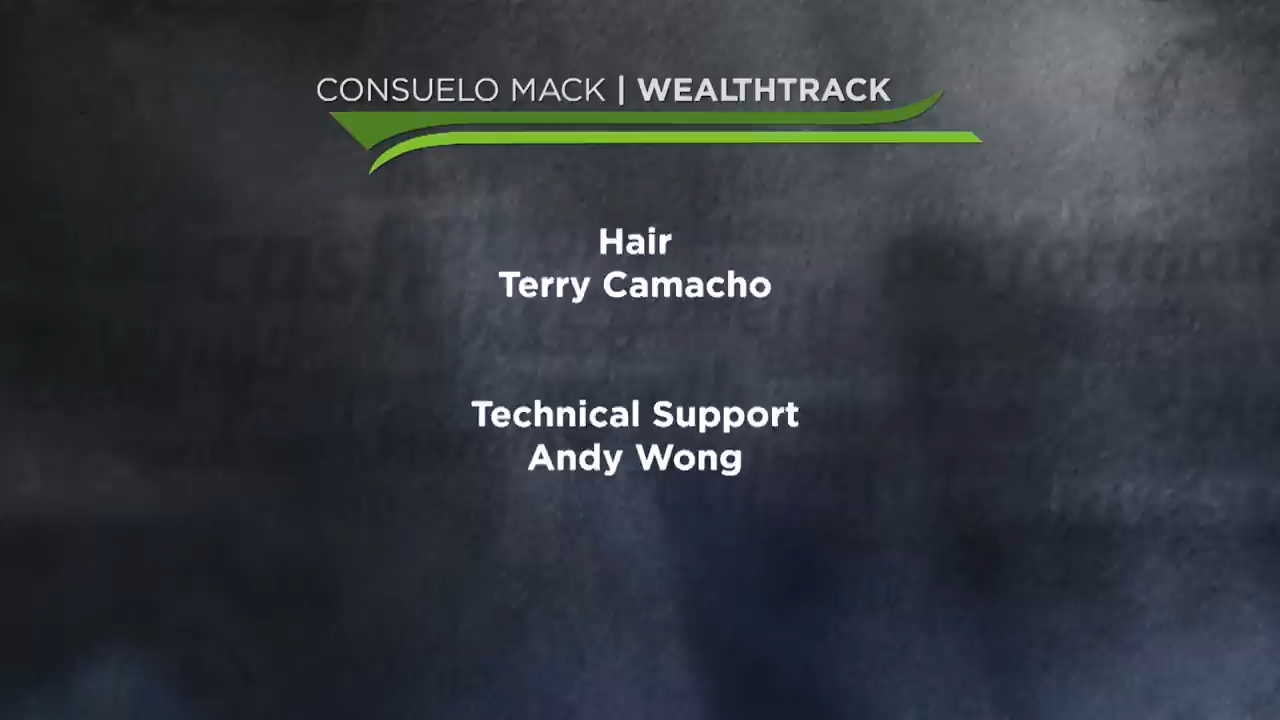 CONSUELO MACK | WEALTHTRACK
Hair
Terry Camacho
Technical Support
Andy Wong